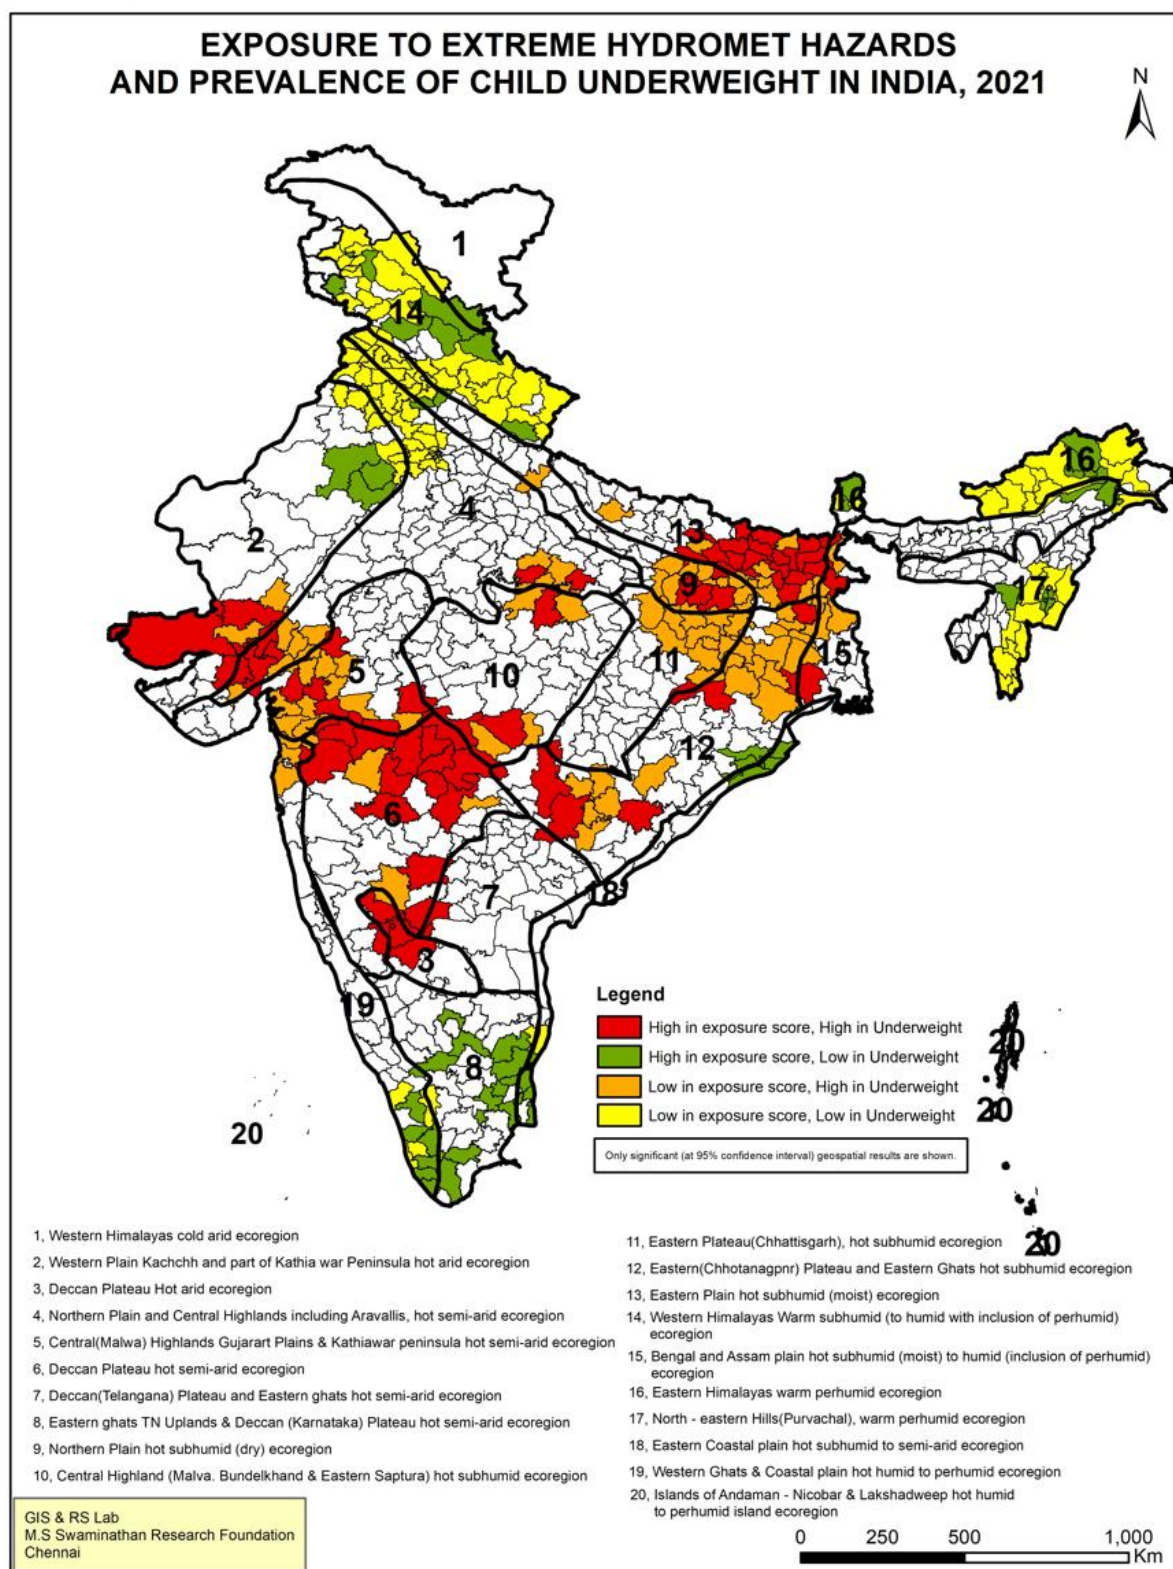 EXPOSURE TO EXTREME HYDROMET HAZARDS
AND PREVALENCE OF CHILD UNDERWEIGHT IN INDIA, 2021
N
1
14
16
16
4
2
13
17
9
5
11
15
10
12
6
7
18
3
19
8
20
20
20
20
Legend
High in exposure score, High in Underweight
High in exposure score, Low in Underweight
Low in exposure score, High in Underweight
Low in exposure score, Low in Underweight
Only significant (at 95% confidence interval) geospatial results are shown.
1, Western Himalayas cold arid ecoregion
2, Western Plain Kachchh and part of Kathia war Peninsula hot arid ecoregion
3, Deccan Plateau Hot arid ecoregion
4, Northern Plain and Central Highlands including Aravallis, hot semi-arid ecoregion
5, Central(Malwa) Highlands Gujarart Plains & Kathiawar peninsula hot semi-arid ecoregion
6, Deccan Plateau hot semi-arid ecoregion
7, Deccan(Telangana) Plateau and Eastern ghats hot semi-arid ecoregion
8, Eastern ghats TN Uplands & Deccan (Karnataka) Plateau hot semi-arid ecoregion
9, Northern Plain hot subhumid (dry) ecoregion
10, Central Highland (Malva. Bundelkhand & Eastern Saptura) hot subhumid ecoregion
11, Eastern Plateau(Chhattisgarh), hot subhumid ecoregion
12, Eastern(Chhotanagpnr) Plateau and Eastern Ghats hot subhumid ecoregion
13, Eastern Plain hot subhumid (moist) ecoregion
14, Western Himalayas Warm subhumid (to humid with inclusion of perhumid)
ecoregion
15, Bengal and Assam plain hot subhumid (moist) to humid (inclusion of perhumid)
ecoregion
16, Eastern Himalayas warm perhumid ecoregion
17, North - eastern Hills(Purvachal), warm perhumid ecoregion
18, Eastern Coastal plain hot subhumid to semi-arid ecoregion
19, Western Ghats & Coastal plain hot humid to perhumid ecoregion
20, Islands of Andaman - Nicobar & Lakshadweep hot humid
to perhumid island ecoregion
GIS & RS Lab
M.S Swaminathan Research Foundation
Chennai
0 250 500 1,000
Km